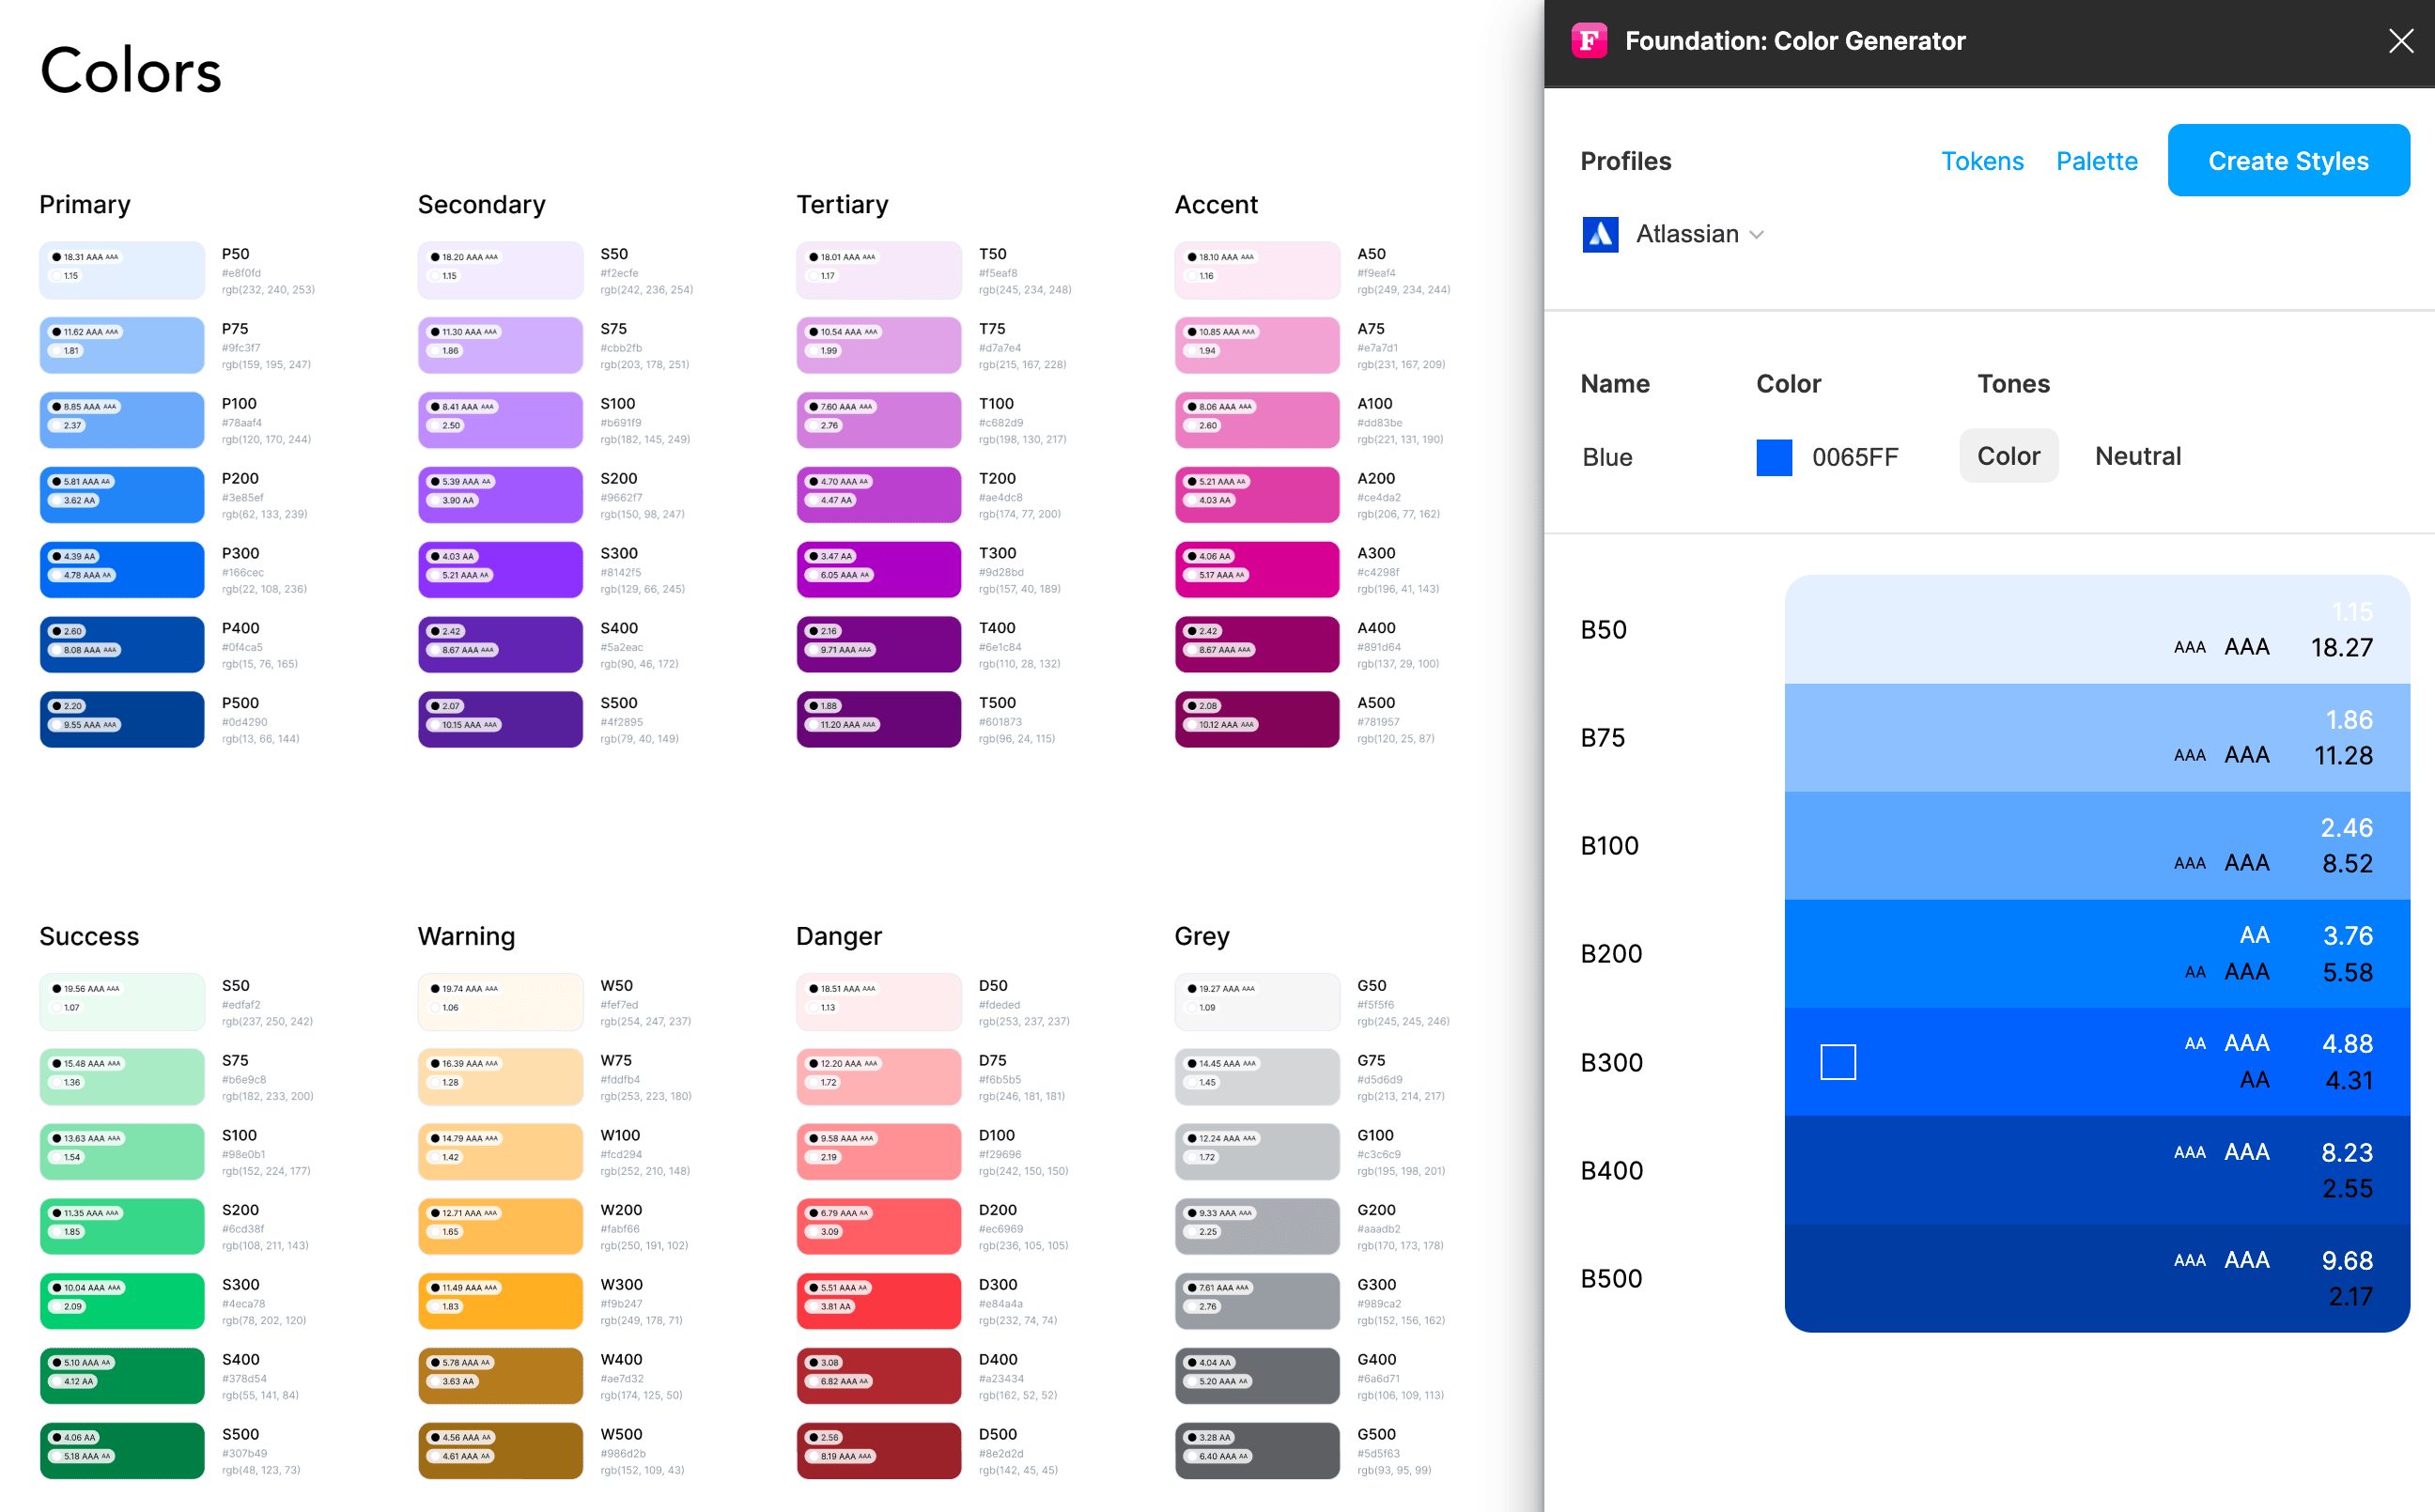 Colors
Primary
18.31 AAA AAA
1.15
P50
#e8f0fd
rgb(232, 240, 253)
11.62 AAA AAA
1.81
P75
#9fc3f7
rgb(159, 195, 247)
8.85 AAA AAA
2.37
P100
#78aaf4
rgb(120, 170, 244)
5.81 AAA AA
3.62 AA
P200
#3e85ef
rgb(62, 133, 239)
4.39 AA
4.78 AAA AA
P300
#166cec
rgb(22, 108, 236)
2.60
8.08 AAA AAA
P400
#0f4ca5
rgb(15, 76, 165)
2.20
9.55 AAA AAA
P500
#0d4290
rgb(13, 66, 144)
Secondary
18.20 AAA AAA
1.15
S50
#f2ecfe
rgb(242, 236, 254)
11.30 AAA AAA
1.86
S75
#cbb2fb
rgb(203, 178, 251)
8.41 AAA AAA
2.50
S100
#b691f9
rgb(182, 145, 249)
5.39 AAA AA
3.90 AA
S200
#9662f7
rgb(150, 98, 247)
4.03 AA
5.21 AAA AA
S300
#8142f5
rgb(129, 66, 245)
2.42
8.67 AAA AAA
S400
#5a2eac
rgb(90, 46, 172)
2.07
10.15 AAA AAA
S500
#4f2895
rgb(79, 40, 149)
Tertiary
18.01 AAA AAA
1.17
T50
#f5eaf8
rgb(245, 234, 248)
10.54 AAA AAA
1.99
T75
#d7a7e4
rgb(215, 167, 228)
7.60 AAA AAA
2.76
T100
#c682d9
rgb(198, 130, 217)
4.70 AAA AA
4.47 AA
T200
#ae4dc8
rgb(174, 77, 200)
3.47 AA
6.05 AAA AA
T300
#9d28bd
rgb(157, 40, 189)
2.16
9.71 AAA AAA
T400
#6e1c84
rgb(110, 28, 132)
1.88
11.20 AAA AAA
T500
#601873
rgb(96, 24, 115)
Accent
18.10 AAA AAA
1.16
A50
#f9eaf4
rgb(249, 234, 244)
10.85 AAA AAA
1.94
A75
#e7a7d1
rgb(231, 167, 209)
8.06 AAA AAA
2.60
A100
#dd83be
rgb(221, 131, 190)
5.21 AAA AA
4.03 AA
A200
#ce4da2
rgb(206, 77, 162)
4.06 AA
5.17 AAA AA
A300
#c4298f
rgb(196, 41, 143)
2.42
8.67 AAA AAA
A400
#891d64
rgb(137, 29, 100)
2.08
10.12 AAA AAA
A500
#781957
rgb(120, 25, 87)
Success
19.56 AAA AAA
1.07
S50
#edfaf2
rgb(237, 250, 242)
15.48 AAA AAA
1.36
S75
#b6e9c8
rgb(182, 233, 200)
13.63 AAA AAA
1.54
S100
#98e0b1
rgb(152, 224, 177)
11.35 AAA AAA
1.85
S200
#6cd38f
rgb(108, 211, 143)
10.04 AAA AAA
2.09
S300
#4eca78
rgb(78, 202, 120)
5.10 AAA AA
4.12 AA
S400
#378d54
rgb(55, 141, 84)
4.06 AA
5.18 AAA AA
S500
#307b49
rgb(48, 123, 73)
Warning
19.74 AAA AAA
1.06
W50
#fef7ed
rgb(254, 247, 237)
16.39 AAA AAA
1.28
W75
#fddfb4
rgb(253, 223, 180)
14.79 AAA AAA
1.42
W100
#fcd294
rgb(252, 210, 148)
12.71 AAA AAA
1.65
W200
#fabf66
rgb(250, 191, 102)
11.49 AAA AAA
1.83
W300
#f9b247
rgb(249, 178, 71)
5.78 AAA AA
3.63 AA
W400
#ae7d32
rgb(174, 125, 50)
4.56 AAA AA
4.61 AAA AA
W500
#986d2b
rgb(152, 109, 43)
Danger
18.51 AAA AAA
1.13
D50
#fdeded
rgb(253, 237, 237)
12.20 AAA AAA
1.72
D75
#f6b5b5
rgb(246, 181, 181)
9.58 AAA AAA
2.19
D100
#f29696
rgb(242, 150, 150)
6.79 AAA AA
3.09
D200
#ec6969
rgb(236, 105, 105)
5.51 AAA AA
3.81 AA
D300
#e84a4a
rgb(232, 74, 74)
3.08
6.82 AAA AA
D400
#a23434
rgb(162, 52, 52)
2.56
8.19 AAA AAA
D500
#8e2d2d
rgb(142, 45, 45)
Grey
19.27 AAA AAA
1.09
G50
#f5f5f6
rgb(245, 245, 246)
14.45 AAA AAA
1.45
G75
#d5d6d9
rgb(213, 214, 217)
12.24 AAA AAA
1.72
G100
#c3c6c9
rgb(195, 198, 201)
9.33 AAA AAA
2.25
G200
#aaadb2
rgb(170, 173, 178)
7.61 AAA AAA
2.76
G300
#989ca2
rgb(152, 156, 162)
4.04 AA
5.20 AAA AA
G400
#6a6d71
rgb(106, 109, 113)
3.28 AA
6.40 AAA AA
G500
#5d5f63
rgb(93, 95, 99)
F
Foundation: Color Generator
Profiles
Tokens
Palette
Create Styles
Atlassian
Name
Color
Tones
Blue
0065FF
Color
Neutral
B50
1.15
AAA AAA 18.27
B75
1.86
AAA AAA 11.28
B100
2.46
AAA AAA 8.52
B200
AA 3.76
AA AAA 5.58
B300
AA AAA 4.88
AA 4.31
B400
AAA AAA 8.23
2.55
B500
AAA AAA 9.68
2.17